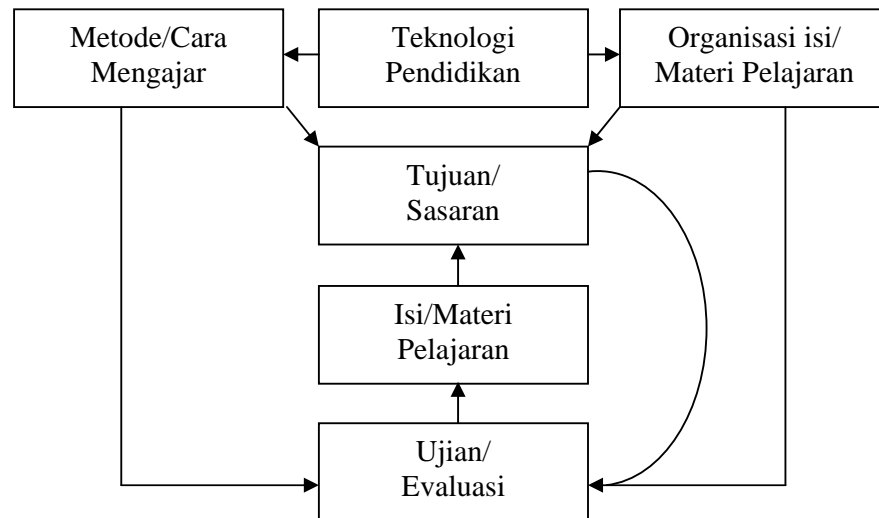 Metode/Cara
Mengajar
Teknologi
Pendidikan
Organisasi isi/
Materi Pelajaran
Tujuan/
Sasaran
Isi/Materi
Pelajaran
Ujian/
Evaluasi